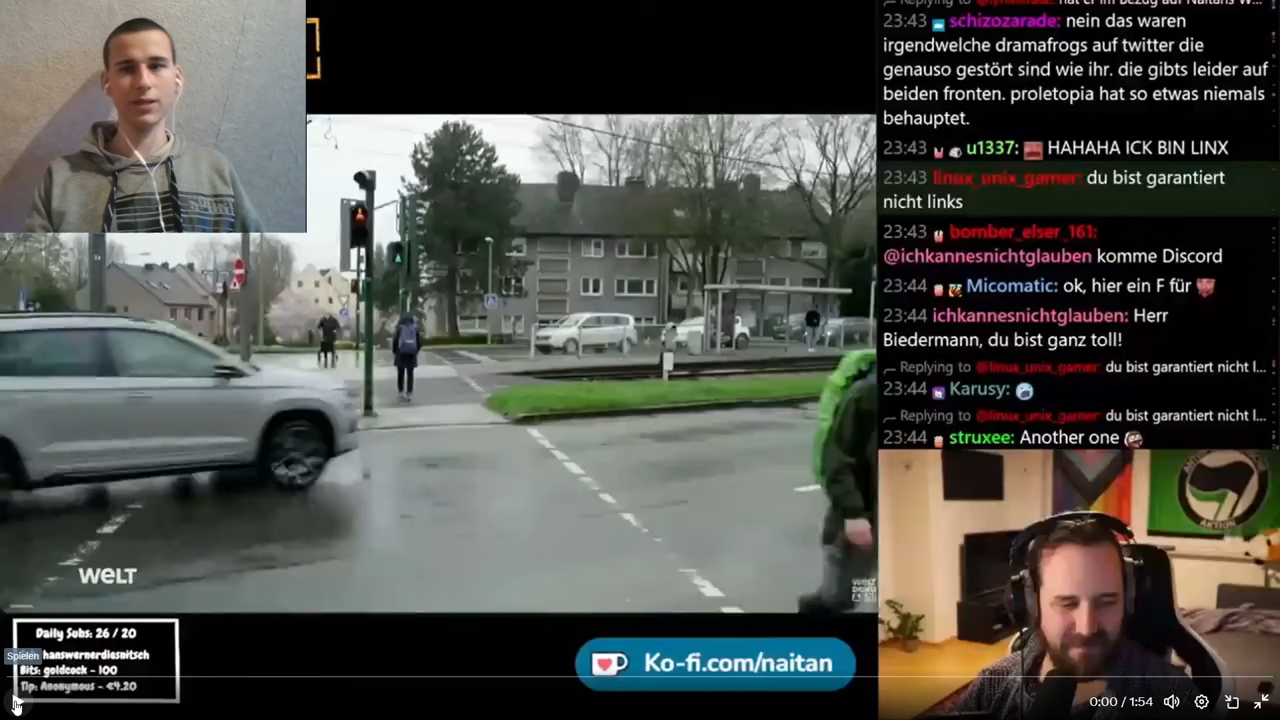 23:43 schizozarade: nein das waren
irgendwelche dramafrogs auf twitter die
genauso gestört sind wie ihr. die gibts leider auf
beiden fronten. proletopia hat so etwas niemals
behauptet.
23:43 u1337: HAHAHA ICK BIN LINX
23:43 linux_unix_gamer: du bist garantiert
nicht links
23:43 bomber_elser_161:
@ichkannesnichtglauben komme Discord
23:44 Micomatic: ok, hier ein F für
23:44 ichkannesnichtglauben: Herr
Biedermann, du bist ganz toll!
Replying to @linux_unix_gamer: du bist garantiert nicht l...
23:44 Karusy:
Replying to @linux_unix_gamer: du bist garantiert nicht l...
23:44 struxee: Another one
AKTION
welt
welt
Daily Subs: 26 / 20
hanswernerdiesnitsch
Bits: goldcock - 100
Tip: Anonymous - €4.20
Spielen
Ko-fi.com/naitan
0:00 / 1:54